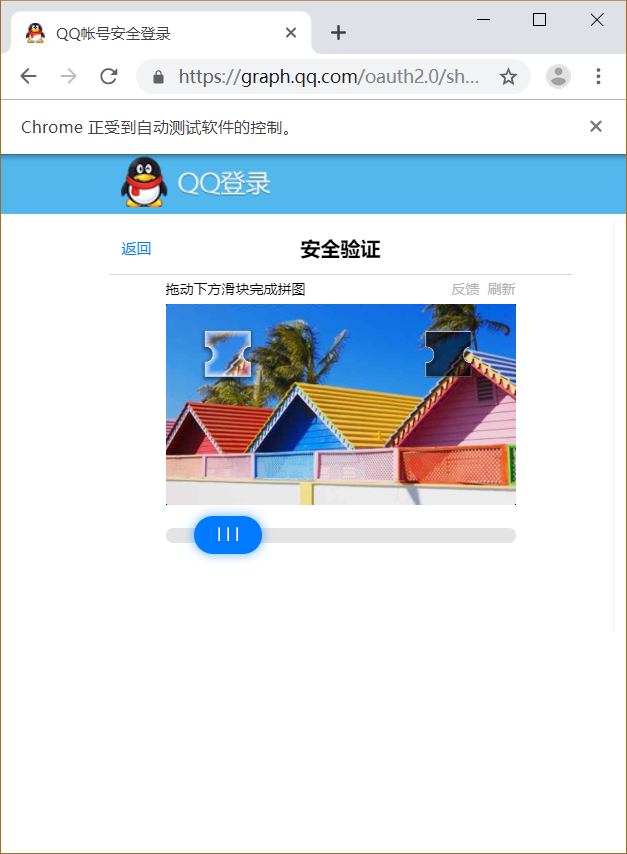 QQ帐号安全登录
https://graph.qq.com/oauth2.0/sh...
Chrome 正受到自动测试软件的控制。
QQ登录
返回 安全验证
拖动下方滑块完成拼图 反馈 刷新